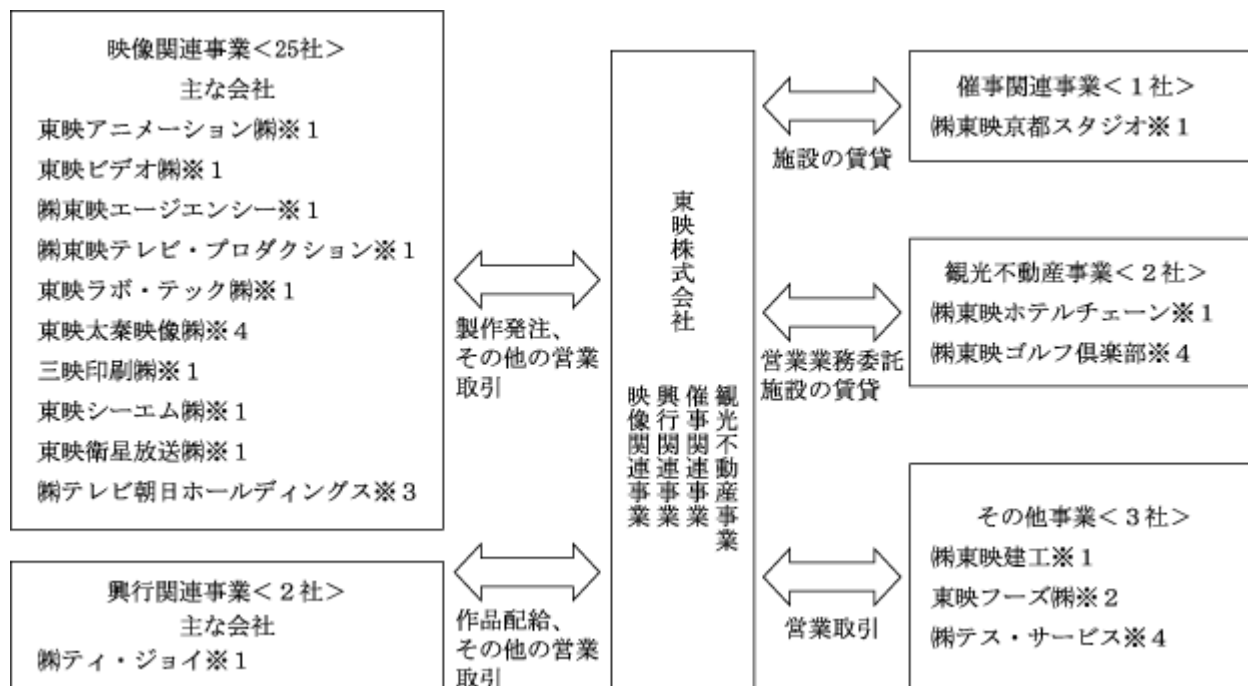 映像関連事業＜25社＞
主な会社
東映アニメーション㈱※１
東映ビデオ㈱※１
㈱東映エージエンシー※１
㈱東映テレビ・プロダクション※１
東映ラボ・テック㈱※１
東映太秦映像㈱※４
三映印刷㈱※１
東映シーエム㈱※１
東映衛星放送㈱※１
㈱テレビ朝日ホールディングス※３
興行関連事業＜２社＞
主な会社
㈱ティ・ジョイ※１
製作発注、
その他の営業
取引
作品配給、
その他の営業
取引
東映株式会社
観光不動産事業
催事関連事業
興行関連事業
映像関連事業
施設の賃貸
営業業務委託
施設の賃貸
営業取引
催事関連事業＜１社＞
㈱東映京都スタジオ※１
観光不動産事業＜２社＞
㈱東映ホテルチェーン※１
㈱東映ゴルフ倶楽部※４
その他事業＜３社＞
㈱東映建工※１
東映フーズ㈱※２
㈱テス・サービス※４